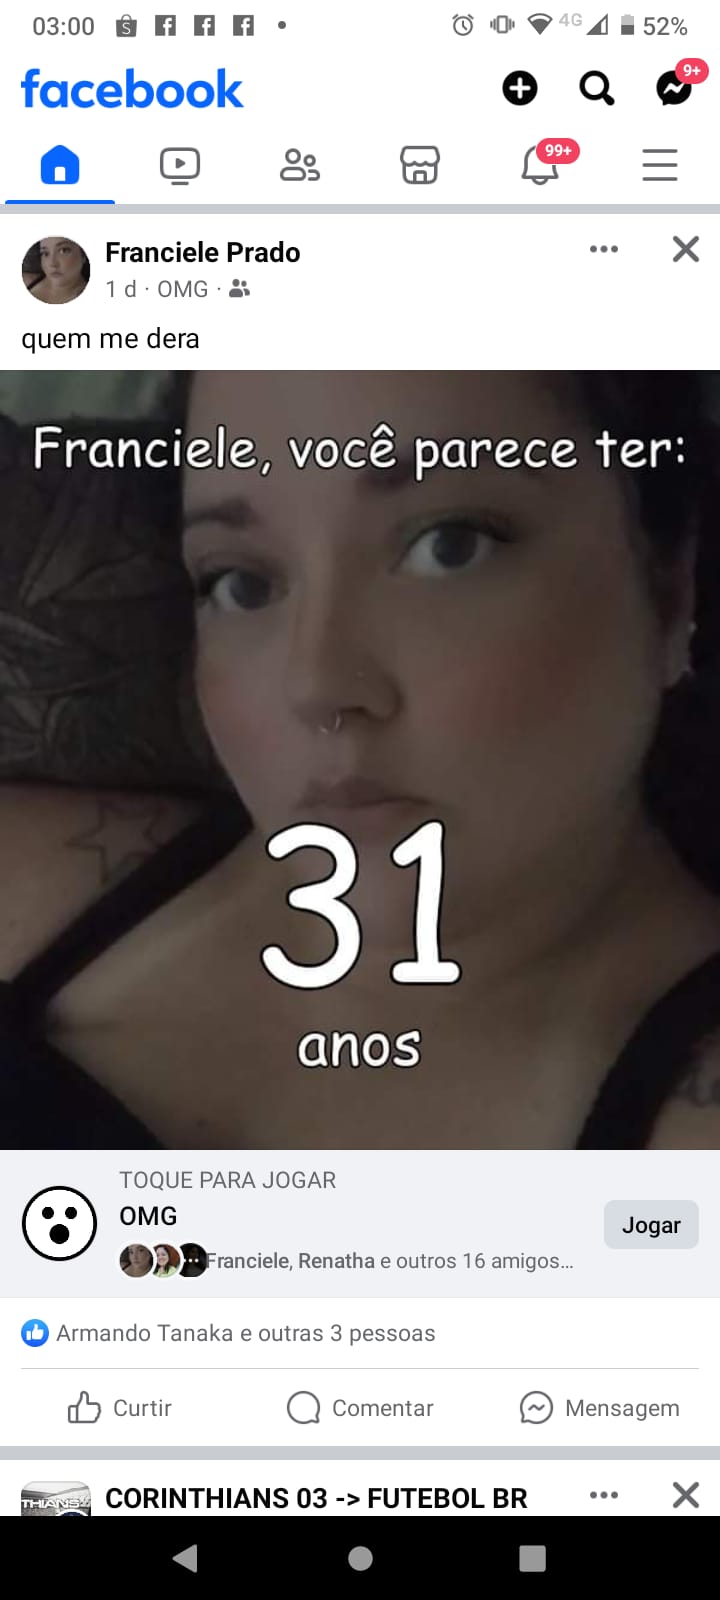 03:00 4G 52%
facebook
9+
99+
Franciele Prado
1 d · OMG ·
quem me dera
Franciele, você parece ter:
31
anos
TOQUE PARA JOGAR
OMG
Jogar
Franciele, Renatha e outros 16 amigos...
Armando Tanaka e outras 3 pessoas
Curtir Comentar Mensagem
THIANS
CORINTHIANS 03 -> FUTEBOL BR